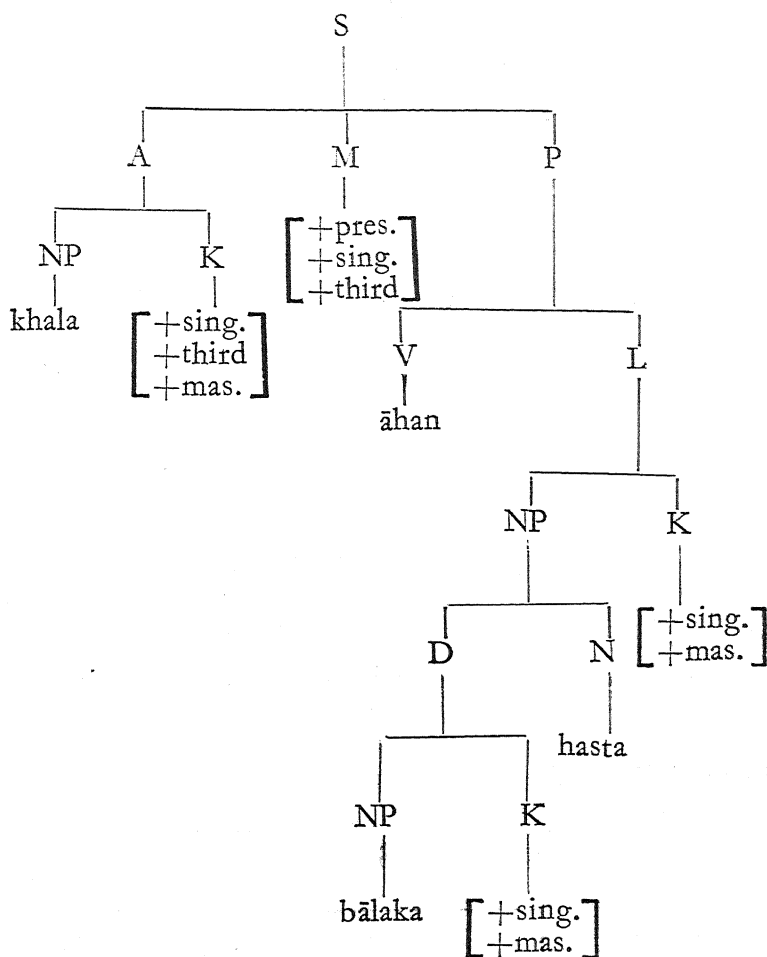 S
A M P
NP K
+pres.
+sing.
+third
khala
+sing.
+third
+mas.
V L
āhan
NP K
D N
+sing.
+mas.
hasta
NP K
bālaka
+sing.
+mas.